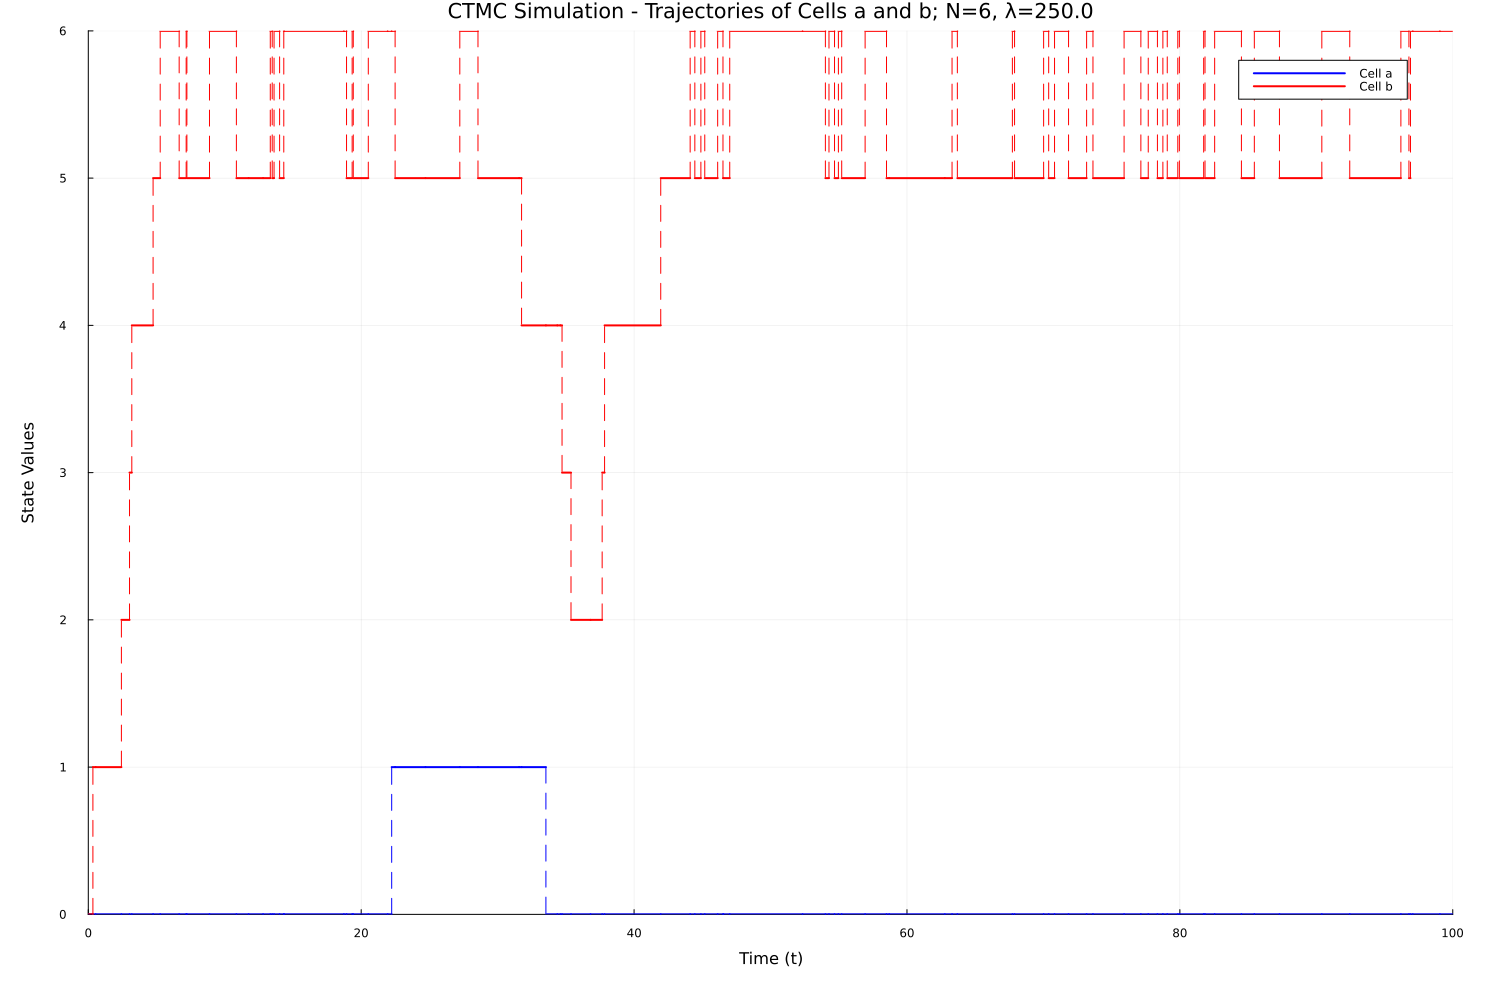 CTMC Simulation - Trajectories of Cells a and b; N=6, λ=250.0
6
Cell a
Cell b
5
4
State Values
3
2
1
0
0 20 40 60 80 100
Time (t)